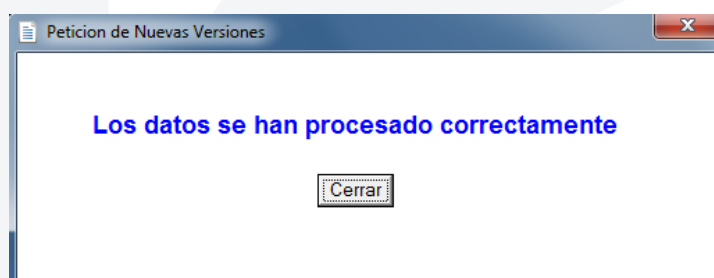 Peticion de Nuevas Versiones
Los datos se han procesado correctamente
Cerrar